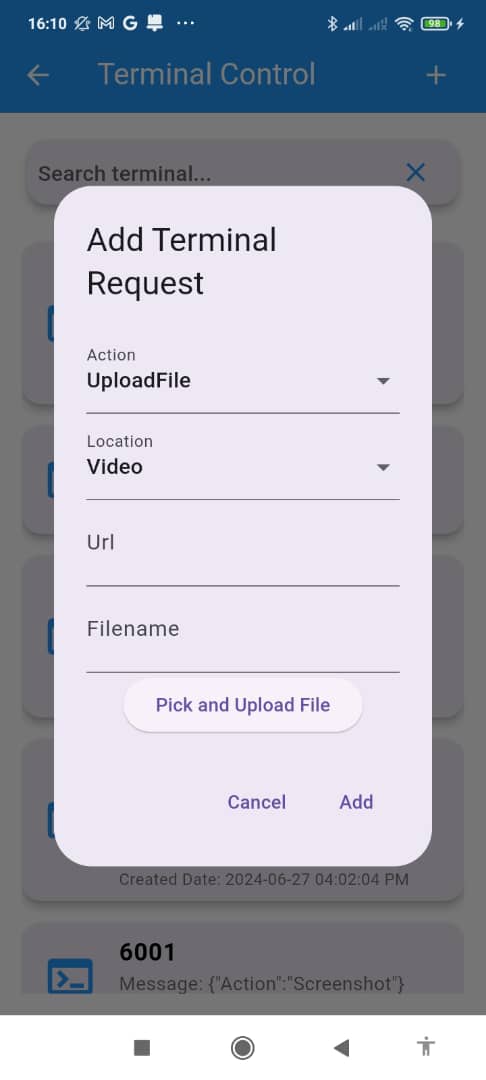 16:10
98
Terminal Control
Search terminal...
Add Terminal
Request
Action
UploadFile
Location
Video
Url
Filename
Pick and Upload File
Cancel Add
Created Date: 2024-06-27 04:02:04 PM
6001
Message: {"Action":"Screenshot"}